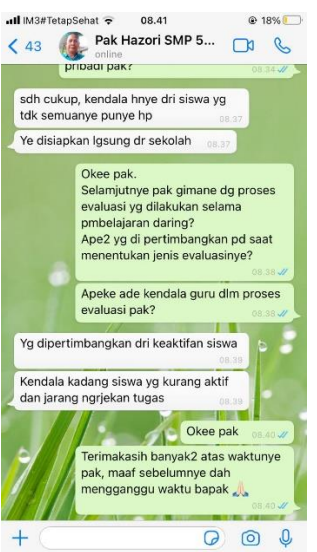 IM3#TetapSehat 08.41 18%
43 Pak Hazori SMP 5...
online
pribadi pak?
08.34
sdh cukup, kendala hnye dri siswa yg
tdk semuanye punye hp
08.37
Ye disiapkan lgsung dr sekolah 08.37
Okee pak.
Selamjutnye pak gimane dg proses
evaluasi yg dilakukan selama
pmbelajaran daring?
Ape2 yg di pertimbangkan pd saat
menentukan jenis evaluasinye?
08.38
Apeke ade kendala guru dlm proses
evaluasi pak?
08.38
Yg dipertimbangkan dri keaktifan siswa
08.39
Kendala kadang siswa yg kurang aktif
dan jarang ngrjekan tugas
08.39
Okee pak 08.40
Terimakasih banyak2 atas waktunye
pak, maaf sebelumnye dah
mengganggu waktu bapak 🙏🏻
08.40